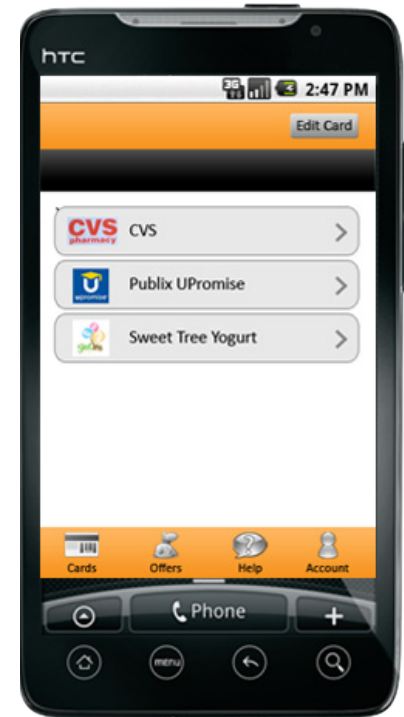 hTC
3G
2:47 PM
Edit Card
CVS
pharmacy
CVS
U
upromise
Publix UPromise
Sweet Tree Yogurt
Cards
Offers
Help
Account
Phone
menu